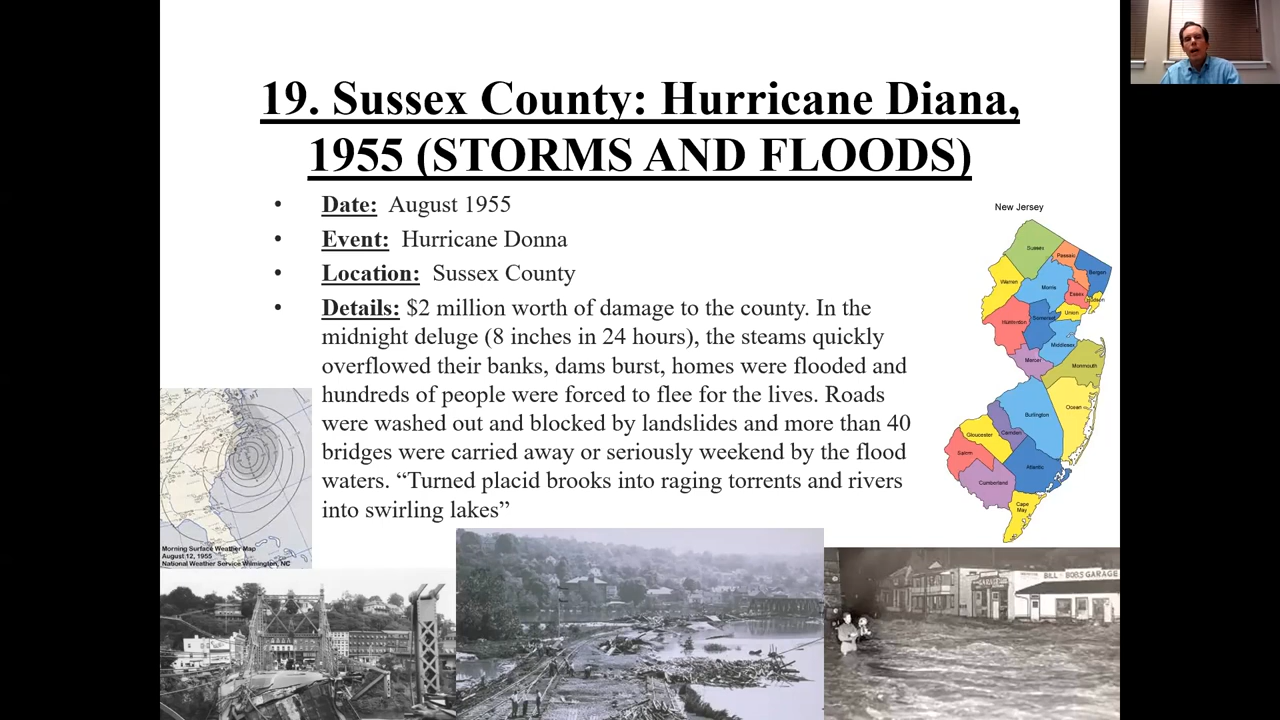 19. Sussex County: Hurricane Diana,
1955 (STORMS AND FLOODS)
• Date: August 1955
• Event: Hurricane Donna
• Location: Sussex County
• Details: $2 million worth of damage to the county. In the
midnight deluge (8 inches in 24 hours), the steams quickly
overflowed their banks, dams burst, homes were flooded and
hundreds of people were forced to flee for the lives. Roads
were washed out and blocked by landslides and more than 40
bridges were carried away or seriously weekend by the flood
waters. “Turned placid brooks into raging torrents and rivers
into swirling lakes”
New Jersey
Sussex
Passaic
Bergen
Warren
Morris
Essex
Hudson
Union
Hunterdon
Somerset
Middlesex
Mercer
Monmouth
Ocean
Burlington
Gloucester
Camden
Salem
Atlantic
Cumberland
Cape
May
Morning Surface Weather Map
August 12, 1955
National Weather Service Wilmington, NC
GARAGE
BILL & BOB'S GARAGE